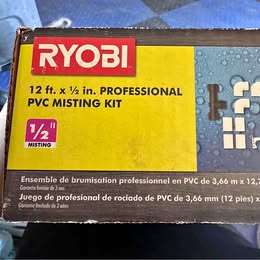 RYOBI
12 ft. x ½ in. PROFESSIONAL
PVC MISTING KIT
½"
MISTING
Ensemble de brumisation professionnel en PVC de 3,66 m x 12,7
Garantie limitée de 3 ans
Juego de profesional de rociado de PVC de 3,66 mm (12 pies) x
Garantía limitada de 3 años